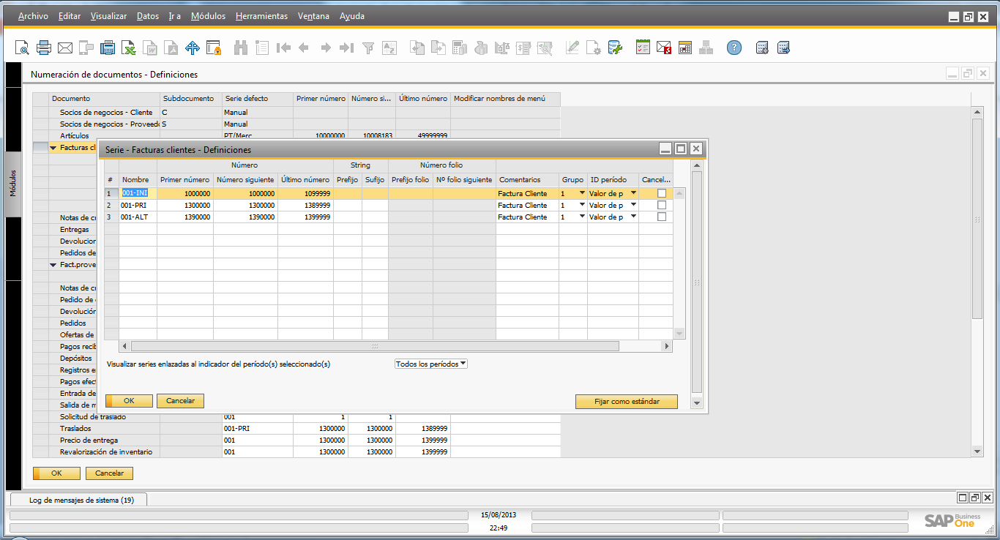 Archivo Editar Visualizar Datos Ir a Módulos Herramientas Ventana Ayuda
Numeración de documentos - Definiciones
Documento Subdocumento Serie defecto Primer número Número si... Último número Modificar nombres de menú
Socios de negocios - Cliente C Manual
Socios de negocios - Proveed S Manual
Artículos PT/Merc 10000000 10008183 49999999
Facturas cl
Módulos
Serie - Facturas clientes - Definiciones
Número String Número folio
# Nombre Primer número Número siguiente Último número Prefijo Sufijo Prefijo folio Nº folio siguiente Comentarios Grupo ID período Cancel...
1 001-INI 1000000 1000000 1099999 Factura Cliente 1 Valor de p
2 001-PRI 1300000 1300000 1389999 Factura Cliente 1 Valor de p
3 001-ALT 1390000 1390000 1399999 Factura Cliente 1 Valor de p
Visualizar series enlazadas al indicador del período(s) seleccionado(s) Todos los períodos
OK Cancelar Fijar como estándar
Notas de cr
Entregas
Devolucion
Pedidos de
Fact.prove
Notas de cr
Pedido de
Devolución
Pedidos
Ofertas de
Pagos recib
Depósitos
Registros e
Pagos efect
Entrada de
Salida de m
Solicitud de traslado 001 1 1
Traslados 001-PRI 1300000 1300000 1389999
Precio de entrega 001 1300000 1300000 1399999
Revalorización de inventario 001 1300000 1300000 1399999
OK Cancelar
Log de mensajes de sistema (19)
15/08/2013
22:49
SAP Business One